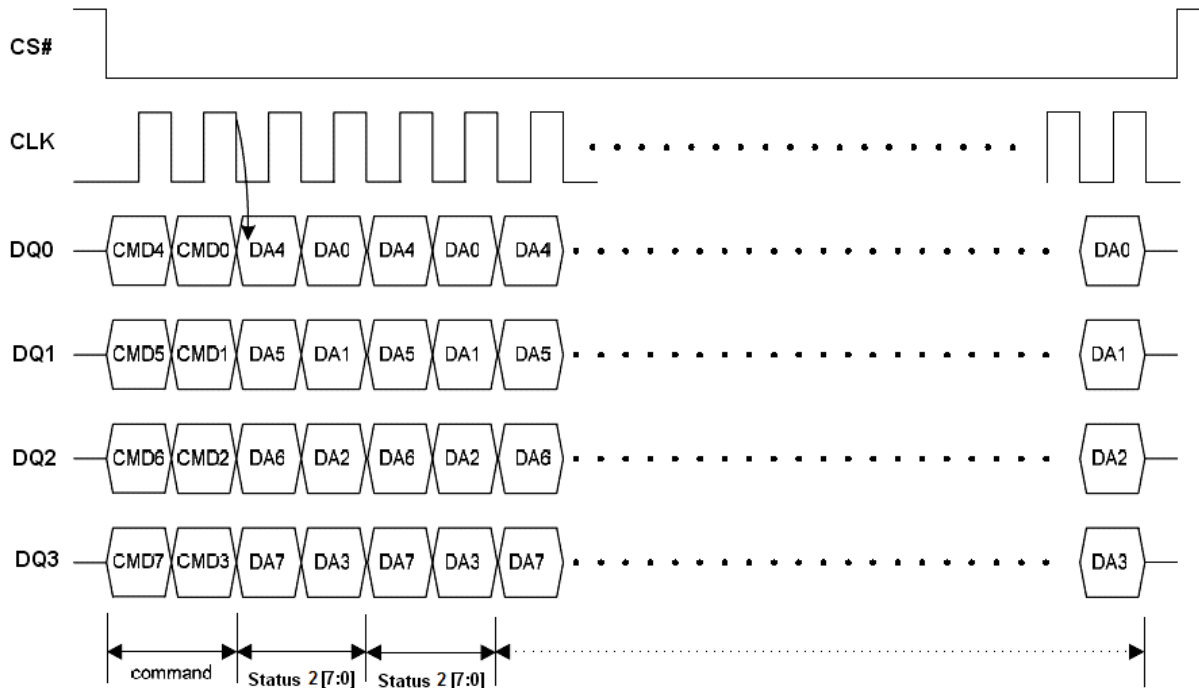 CS#
CLK
DQ0 CMD4 CMD0 DA4 DA0 DA4 DA0 DA4 DA0
DQ1 CMD5 CMD1 DA5 DA1 DA5 DA1 DA5 DA1
DQ2 CMD6 CMD2 DA6 DA2 DA6 DA2 DA6 DA2
DQ3 CMD7 CMD3 DA7 DA3 DA7 DA3 DA7 DA3
command Status 2 [7:0] Status 2 [7:0]